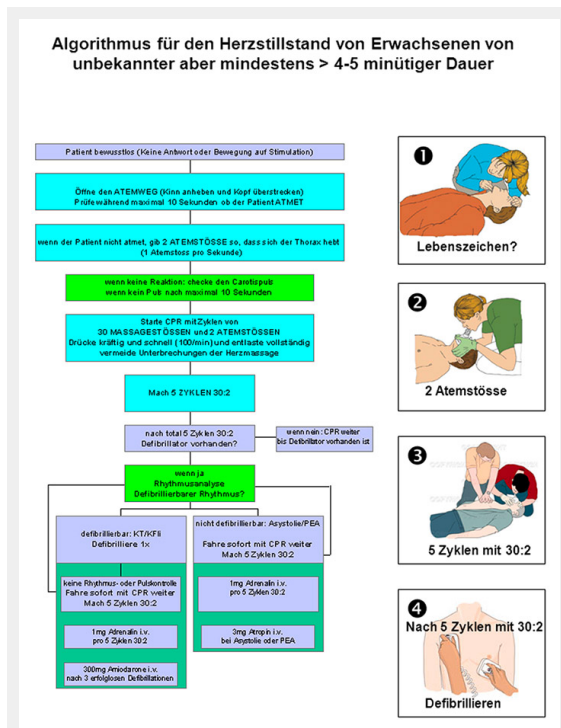 Algorithmus für den Herzstillstand von Erwachsenen von
unbekannter aber mindestens > 4-5 minütiger Dauer
Patient bewusstlos (Keine Antwort oder Bewegung auf Stimulation)
Öffne den ATEMWEG (Kinn anheben und Kopf überstrecken)
Prüfe während maximal 10 Sekunden ob der Patient ATMET
wenn der Patient nicht atmet, gib 2 ATEMSTÖSSE so, dass sich der Thorax hebt
(1 Atemstoss pro Sekunde)
wenn keine Reaktion: checke den Carotispuls
wenn kein Puls nach maximal 10 Sekunden
Starte CPR mit Zyklen von
30 MASSAGESTÖSSEN und 2 ATEMSTÖSSEN
Drücke kräftig und schnell (100/min) und entlaste vollständig
vermeide Unterbrechungen der Herzmassage
Mach 5 ZYKLEN 30:2
nach total 5 Zyklen 30:2
Defibrillator vorhanden?
wenn nein: CPR weiter
bis Defibrillator vorhanden ist
wenn ja
Rhythmusanalyse
Defibrillierbarer Rhythmus?
defibrillierbar: KT/KFli
Defibrilliere 1x
nicht defibrillierbar: Asystolie/PEA
Fahre sofort mit CPR weiter
Mach 5 Zyklen 30:2
keine Rhythmus- oder Pulskontrolle
Fahre sofort mit CPR weiter
Mach 5 Zyklen 30:2
1mg Adrenalin i.v.
pro 5 Zyklen 30:2
1mg Adrenalin i.v.
pro 5 Zyklen 30:2
3mg Atropin i.v.
bei Asystolie oder PEA
300mg Amiodarone i.v.
nach 3 erfolglosen Defibrillationen
1
Lebenszeichen?
2
2 Atemstösse
3
5 Zyklen mit 30:2
4
Nach 5 Zyklen mit 30:2
Defibrillieren